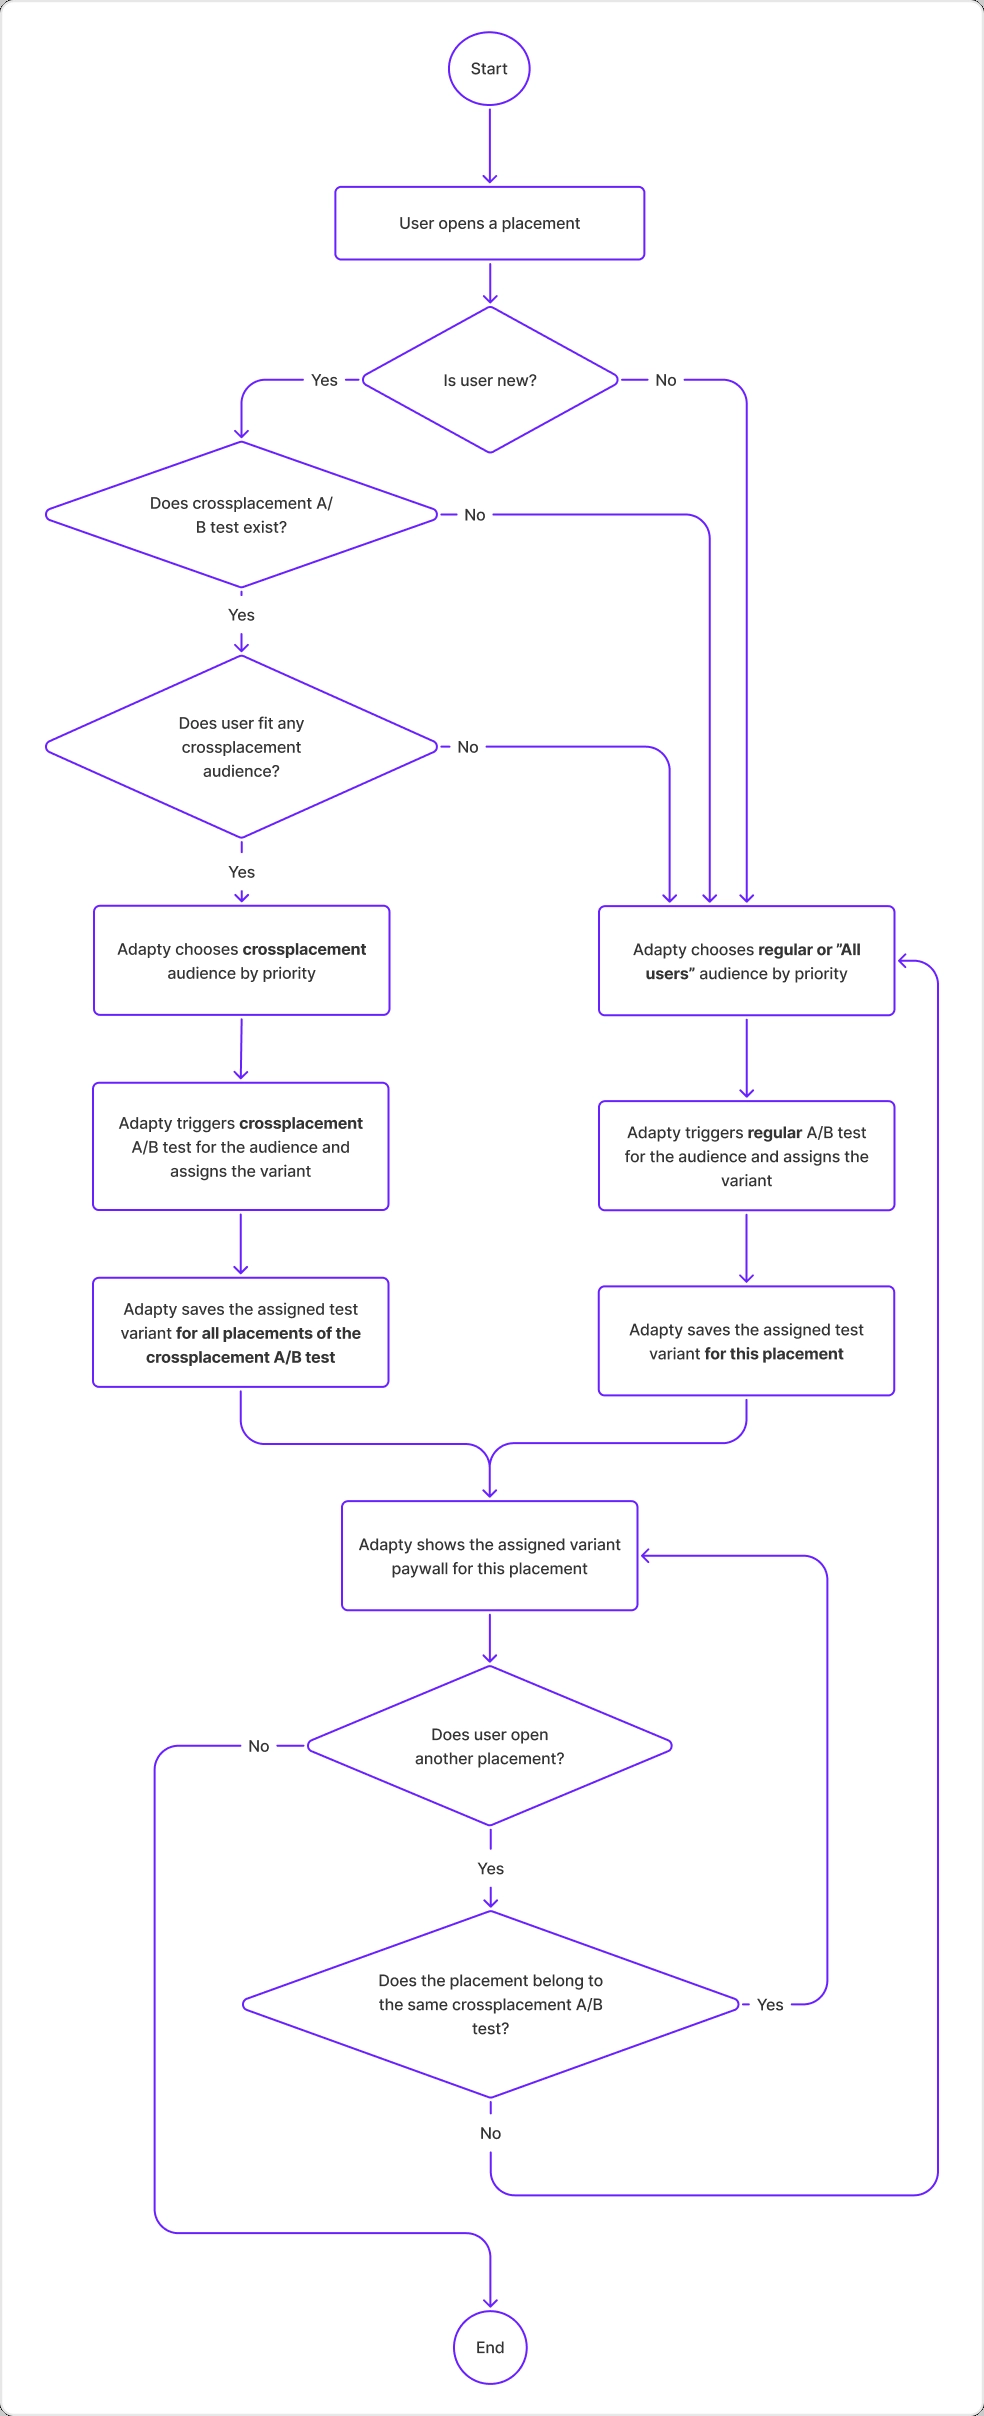 Start
User opens a placement
Is user new?
Yes
No
Does crossplacement A/
B test exist?
No
Yes
Does user fit any
crossplacement
audience?
No
Yes
Adapty chooses crossplacement
audience by priority
Adapty chooses regular or ”All
users” audience by priority
Adapty triggers crossplacement
A/B test for the audience and
assigns the variant
Adapty triggers regular A/B test
for the audience and assigns the
variant
Adapty saves the assigned test
variant for all placements of the
crossplacement A/B test
Adapty saves the assigned test
variant for this placement
Adapty shows the assigned variant
paywall for this placement
Does user open
another placement?
No
Yes
Does the placement belong to
the same crossplacement A/B
test?
Yes
No
End